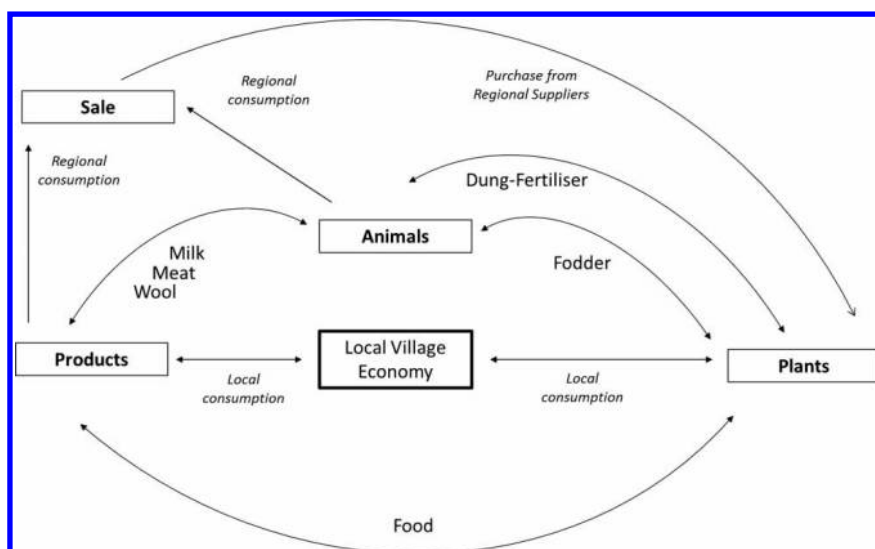 Regional
consumption
Purchase from
Regional Suppliers
Sale
Regional
consumption
Dung-Fertiliser
Animals
Milk
Meat
Wool
Fodder
Products
Local
consumption
Local Village
Economy
Local
consumption
Plants
Food